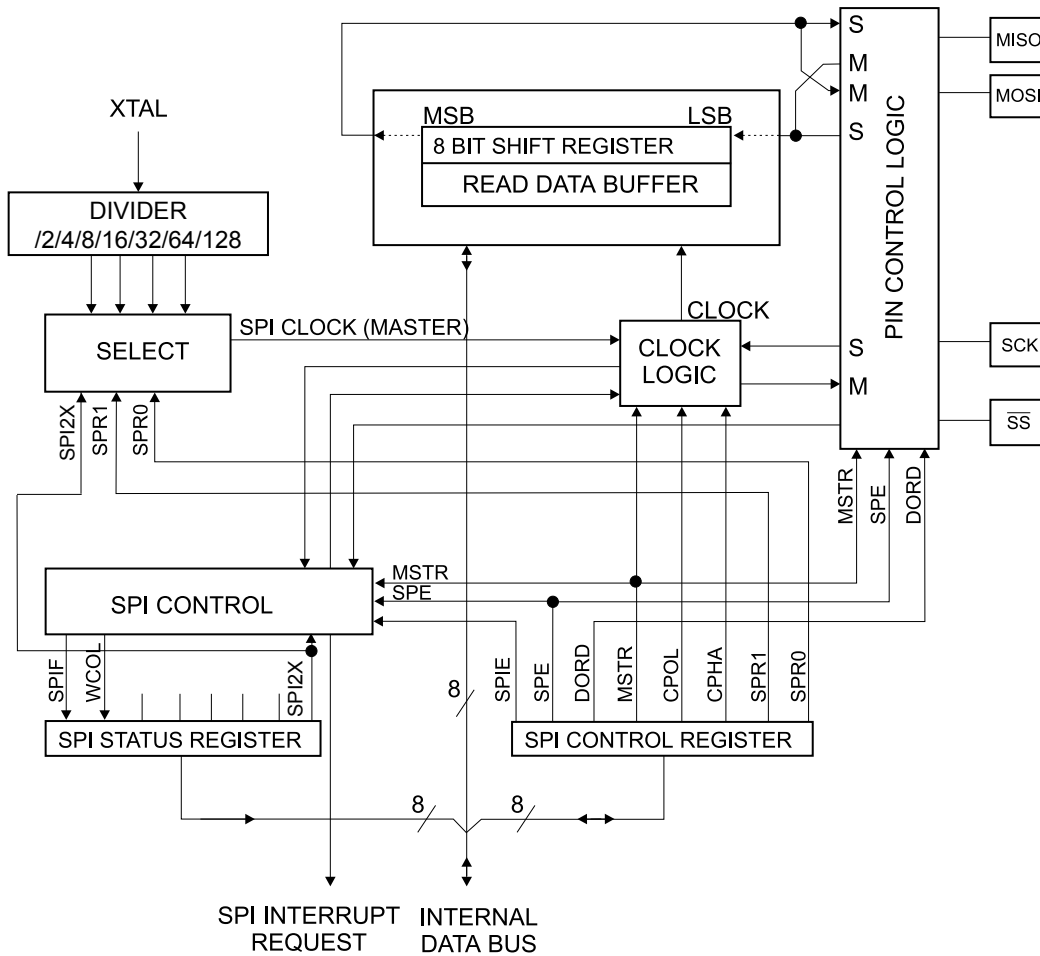 S
MISO
M
XTAL
M
MOSI
MSB
LSB
S
8 BIT SHIFT REGISTER
READ DATA BUFFER
PIN CONTROL LOGIC
DIVIDER
/2/4/8/16/32/64/128
CLOCK
SPI CLOCK (MASTER)
SELECT
CLOCK
LOGIC
S
SCK
M
SPI2X
SPR1
SPR0
SS
MSTR
SPE
DORD
MSTR
SPE
SPI CONTROL
SPIF
WCOL
SPI2X
8
SPIE
SPE
DORD
MSTR
CPOL
CPHA
SPR1
SPR0
SPI STATUS REGISTER
SPI CONTROL REGISTER
8
8
SPI INTERRUPT
REQUEST
INTERNAL
DATA BUS